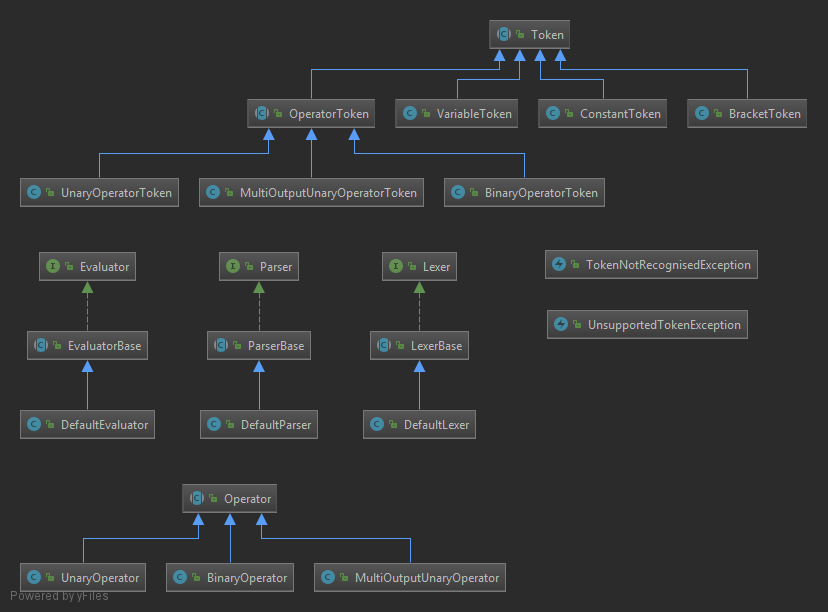 Token
OperatorToken
VariableToken
ConstantToken
BracketToken
UnaryOperatorToken
MultiOutputUnaryOperatorToken
BinaryOperatorToken
Evaluator
Parser
Lexer
TokenNotRecognisedException
UnsupportedTokenException
EvaluatorBase
ParserBase
LexerBase
DefaultEvaluator
DefaultParser
DefaultLexer
Operator
UnaryOperator
BinaryOperator
MultiOutputUnaryOperator
Powered by yFiles